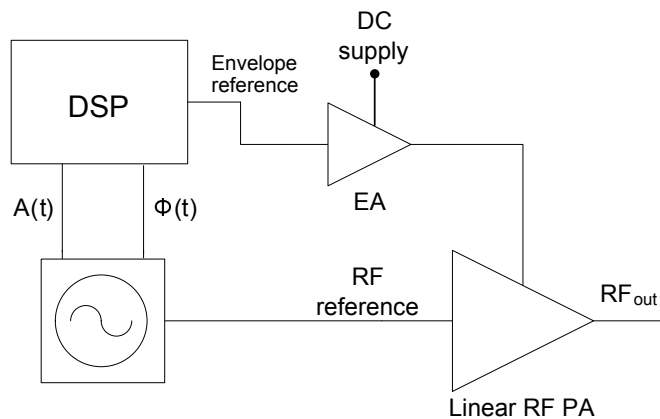 DC
supply
Envelope
reference
DSP
EA
A(t)
Φ(t)
RF
reference
RFout
Linear RF PA